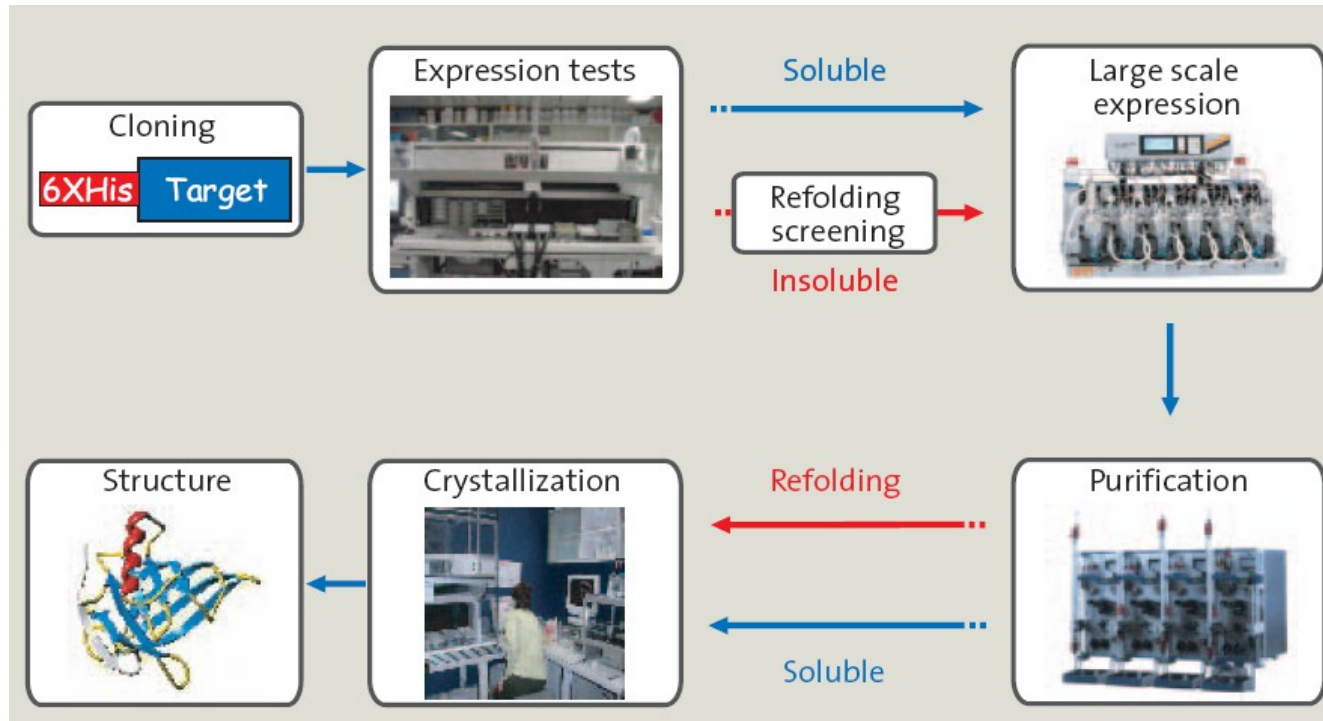 Cloning
6XHis Target
Expression tests
Soluble
Refolding
screening
Insoluble
Large scale
expression
Structure
Crystallization
Refolding
Soluble
Purification